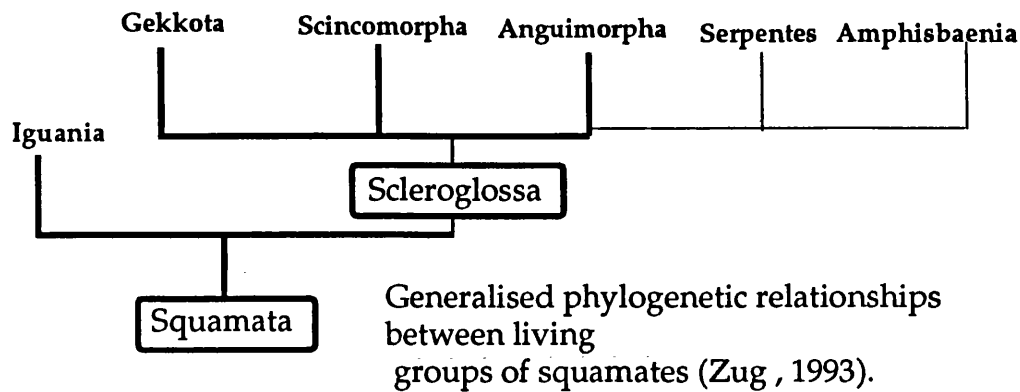 Gekkota Scincomorpha Anguimorpha Serpentes Amphisbaenia
Iguania
Scleroglossa
Squamata
Generalised phylogenetic relationships
between living
groups of squamates (Zug , 1993).